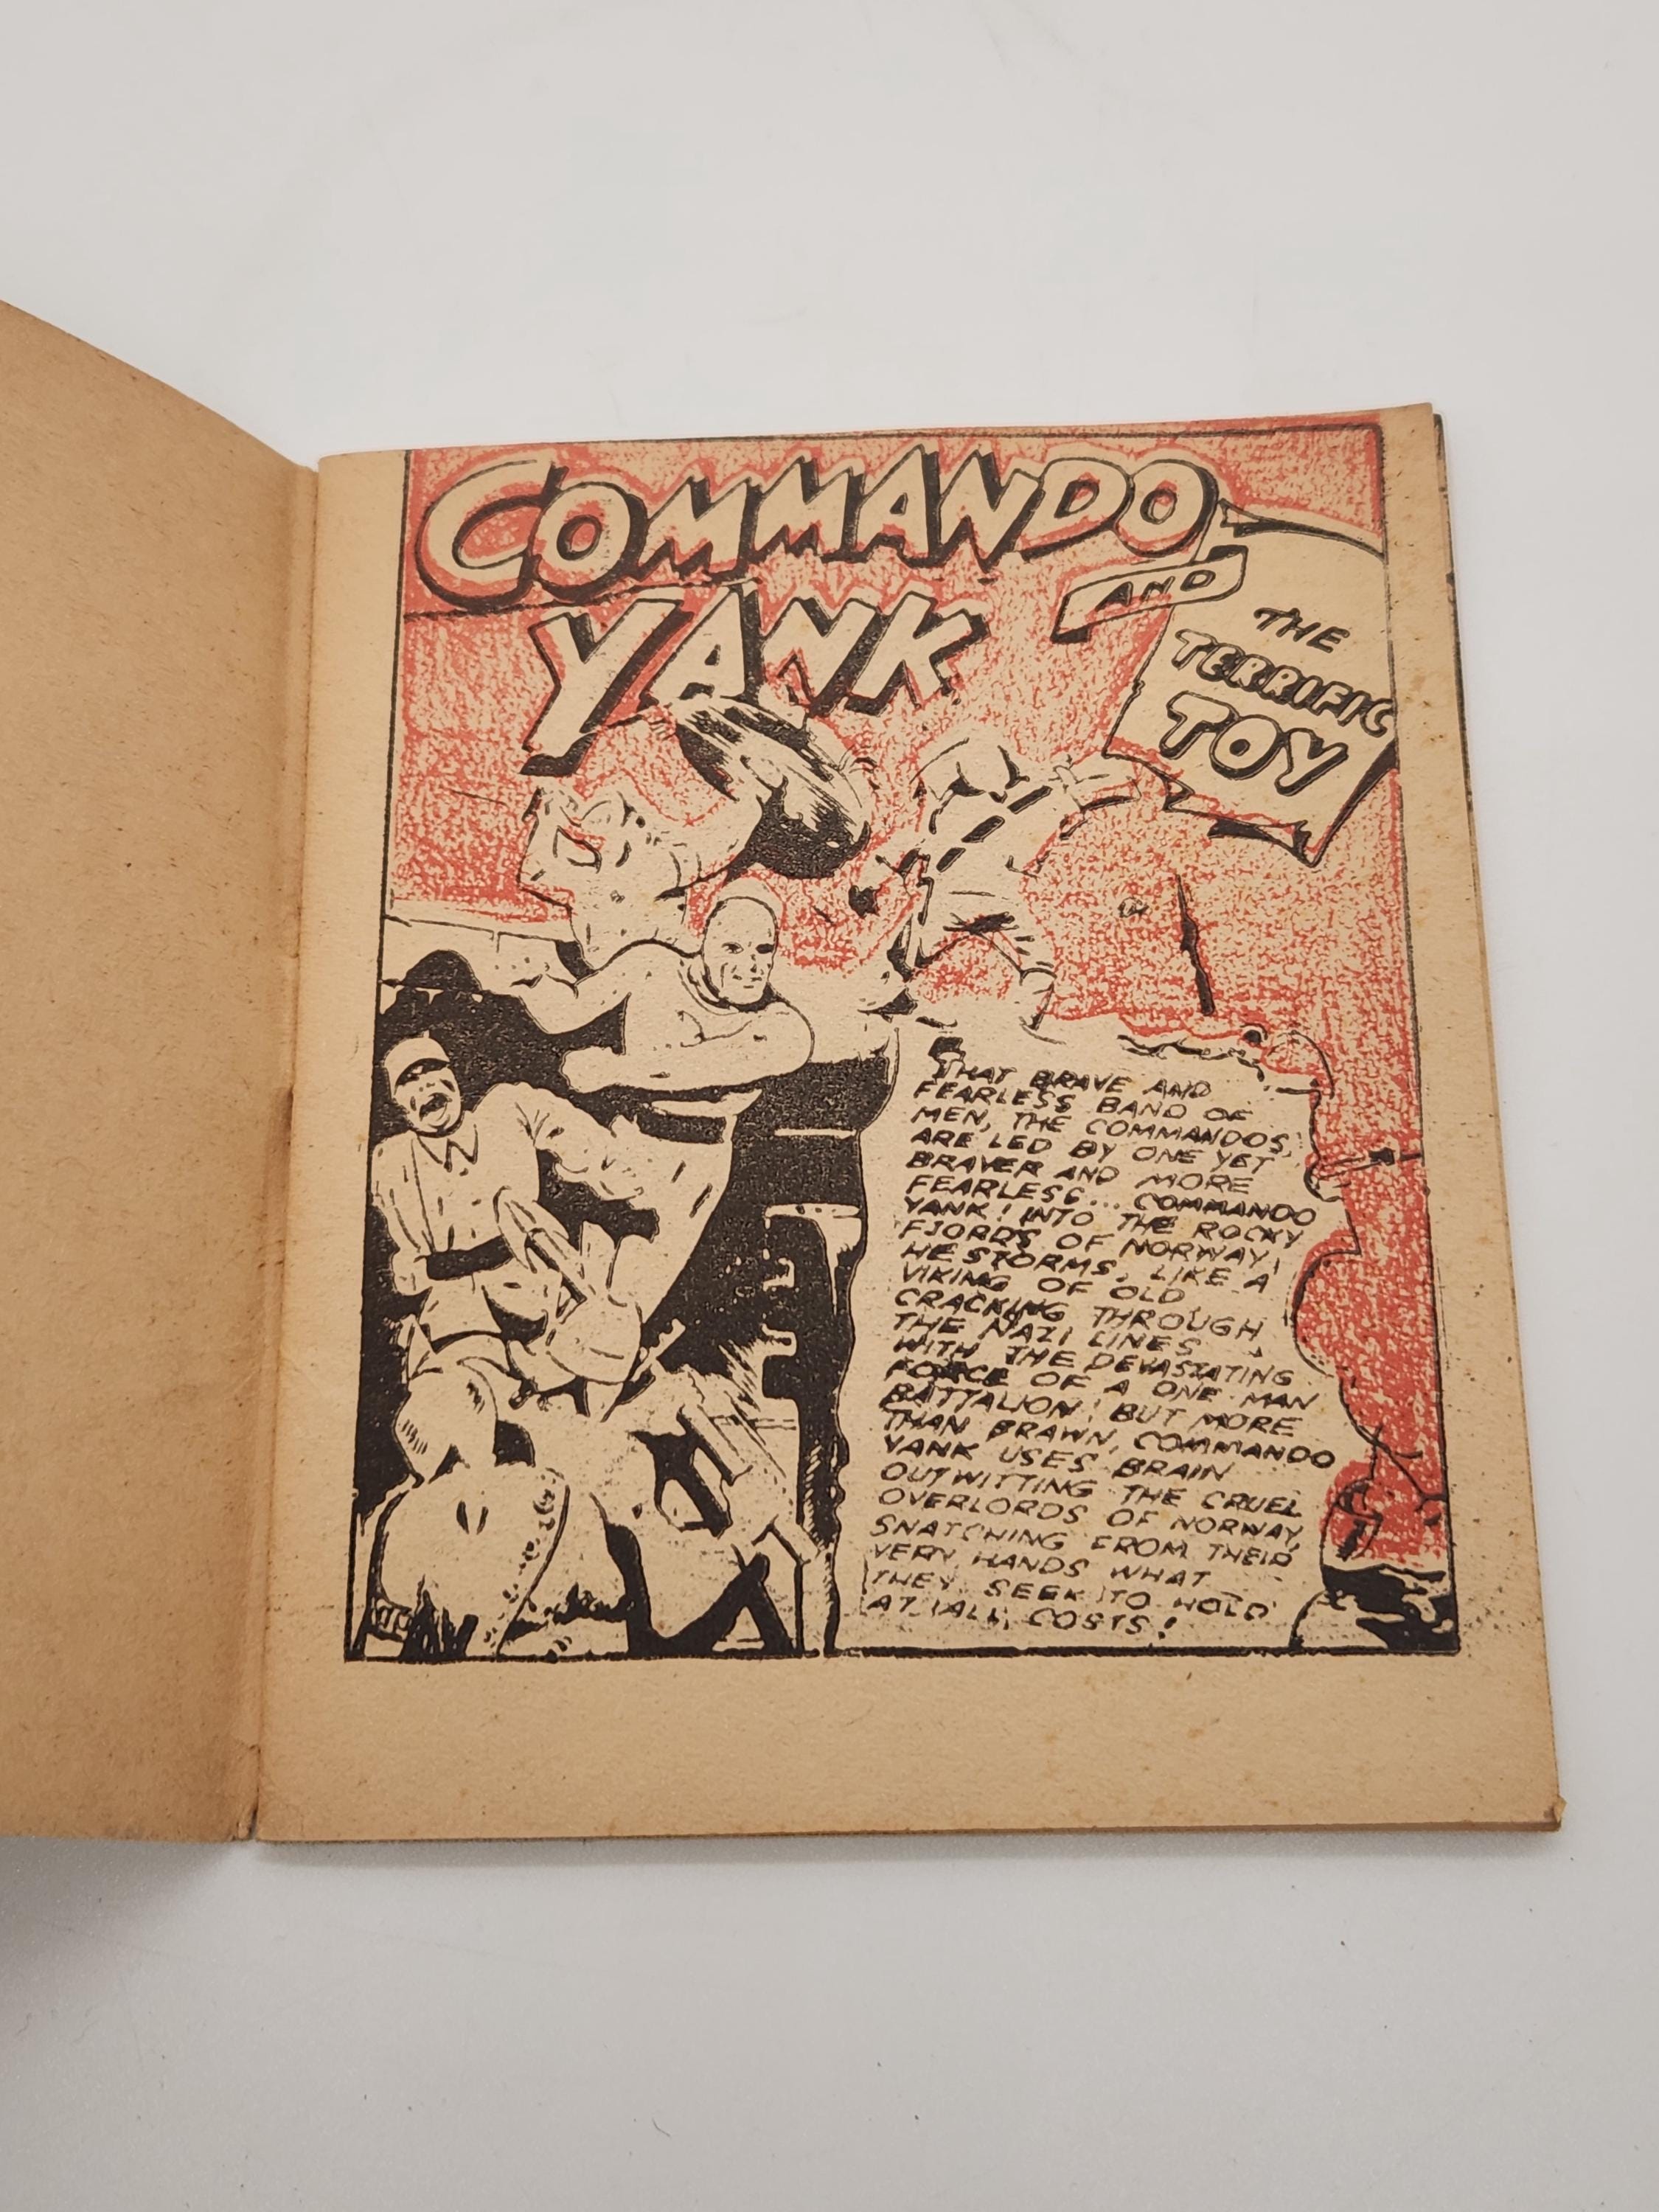 COMMANDO
YANK
AND
THE
TERRIFIC
TOY
THAT BRAVE AND
FEARLESS BAND OF
MEN, THE COMMANDOS,
ARE LED BY ONE YET
BRAVER AND MORE
FEARLESS... COMMANDO
YANK! INTO THE ROCKY
FJORDS OF NORWAY,
HE STORMS, LIKE A
VIKING OF OLD
CRACKING THROUGH
THE NAZI LINES
WITH THE DEVASTATING
FORCE OF A ONE MAN
BATTALION! BUT MORE
THAN BRAWN, COMMANDO
YANK USES BRAIN
OUTWITTING THE CRUEL
OVERLORDS OF NORWAY,
SNATCHING FROM THEIR
VERY HANDS WHAT
THEY SEEK TO HOLD
AT ALL COSTS!